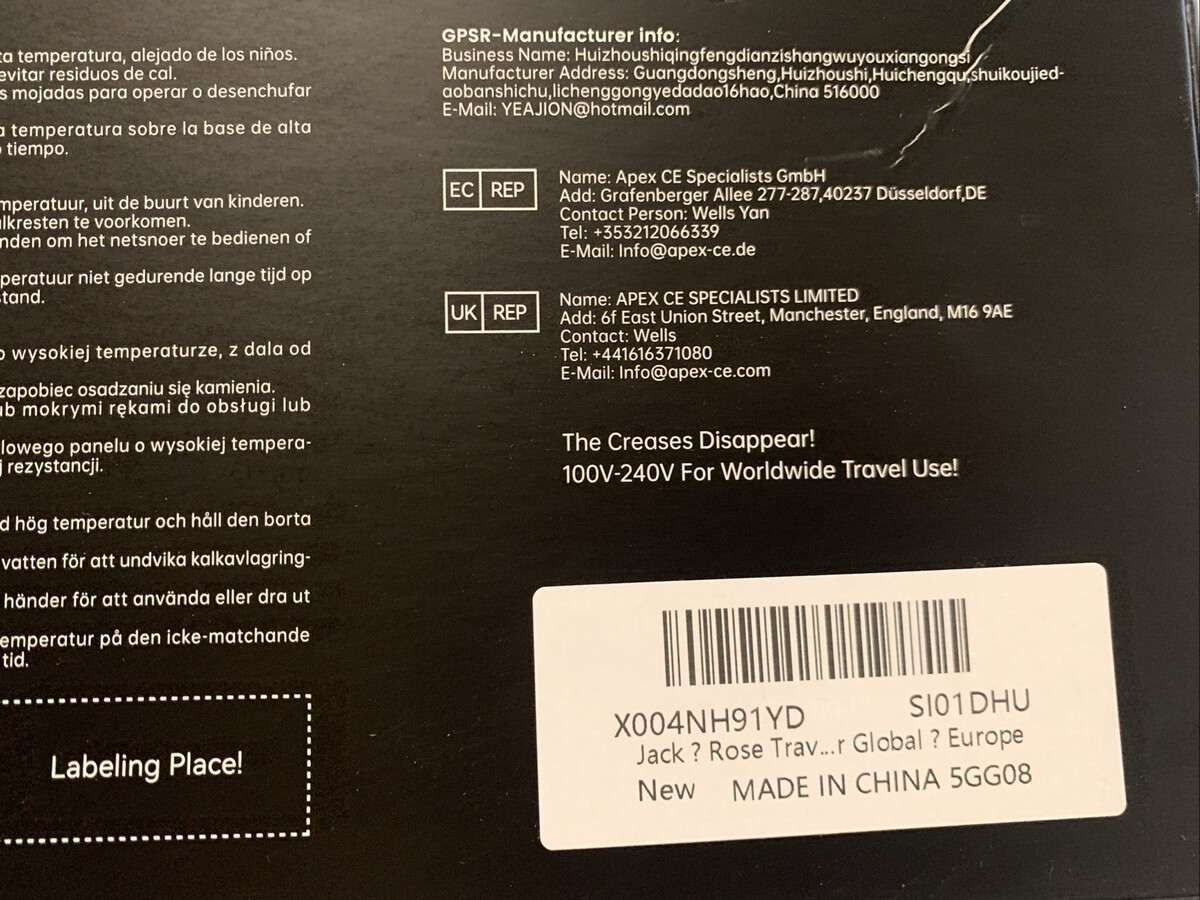 ta temperatura, alejado de los niños.
evitar residuos de cal.
s mojadas para operar o desenchufar
a temperatura sobre la base de alta
tiempo.
mperatuur, uit de buurt van kinderen.
lkresten te voorkomen.
nden om het netsnoer te bedienen of
peratuur niet gedurende lange tijd op
stand.
o wysokiej temperaturze, z dala od
zapobiec osadzaniu się kamienia.
ub mokrymi rękami do obsługi lub
lowego panelu o wysokiej tempera-
j rezystancji.
d hög temperatur och håll den borta
vatten för att undvika kalkavlagring-
händer för att använda eller dra ut
emperatur på den icke-matchande
tid.
Labeling Place!
GPSR-Manufacturer info:
Business Name: Huizhoushiqingfengdianzishangwuyouxiangongsi
Manufacturer Address: Guangdongsheng,Huizhoushi,Huichengqu,shuikoujied-
aobanshichu,lichenggongyedadao16hao,China 516000
E-Mail: YEAJION@hotmail.com
EC REP
Name: Apex CE Specialists GmbH
Add: Grafenberger Allee 277-287,40237 Düsseldorf,DE
Contact Person: Wells Yan
Tel: +353212066339
E-Mail: Info@apex-ce.de
UK REP
Name: APEX CE SPECIALISTS LIMITED
Add: 6f East Union Street, Manchester, England, M16 9AE
Contact: Wells
Tel: +441616371080
E-Mail: Info@apex-ce.com
The Creases Disappear!
100V-240V For Worldwide Travel Use!
X004NH91YD SI01DHU
Jack ? Rose Trav...r Global ? Europe
New MADE IN CHINA 5GG08